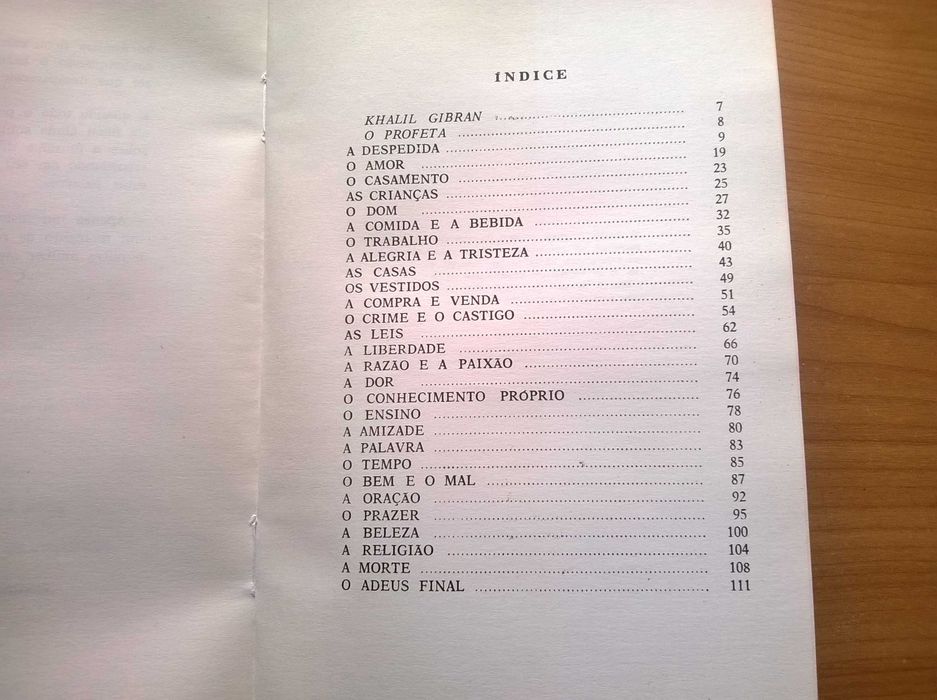 ÍNDICE
KHALIL GIBRAN ........................ 7
O PROFETA ........................ 8
A DESPEDIDA ........................ 9
O AMOR ........................ 19
O CASAMENTO ........................ 23
AS CRIANÇAS ........................ 25
O DOM ........................ 27
A COMIDA E A BEBIDA ........................ 32
O TRABALHO ........................ 35
A ALEGRIA E A TRISTEZA ........................ 40
AS CASAS ........................ 43
OS VESTIDOS ........................ 49
A COMPRA E VENDA ........................ 51
O CRIME E O CASTIGO ........................ 54
AS LEIS ........................ 62
A LIBERDADE ........................ 66
A RAZÃO E A PAIXÃO ........................ 70
A DOR ........................ 74
O CONHECIMENTO PRÓPRIO ........................ 76
O ENSINO ........................ 78
A AMIZADE ........................ 80
A PALAVRA ........................ 83
O TEMPO ........................ 85
O BEM E O MAL ........................ 87
A ORAÇÃO ........................ 92
O PRAZER ........................ 95
A BELEZA ........................ 100
A RELIGIÃO ........................ 104
A MORTE ........................ 108
O ADEUS FINAL ........................ 111